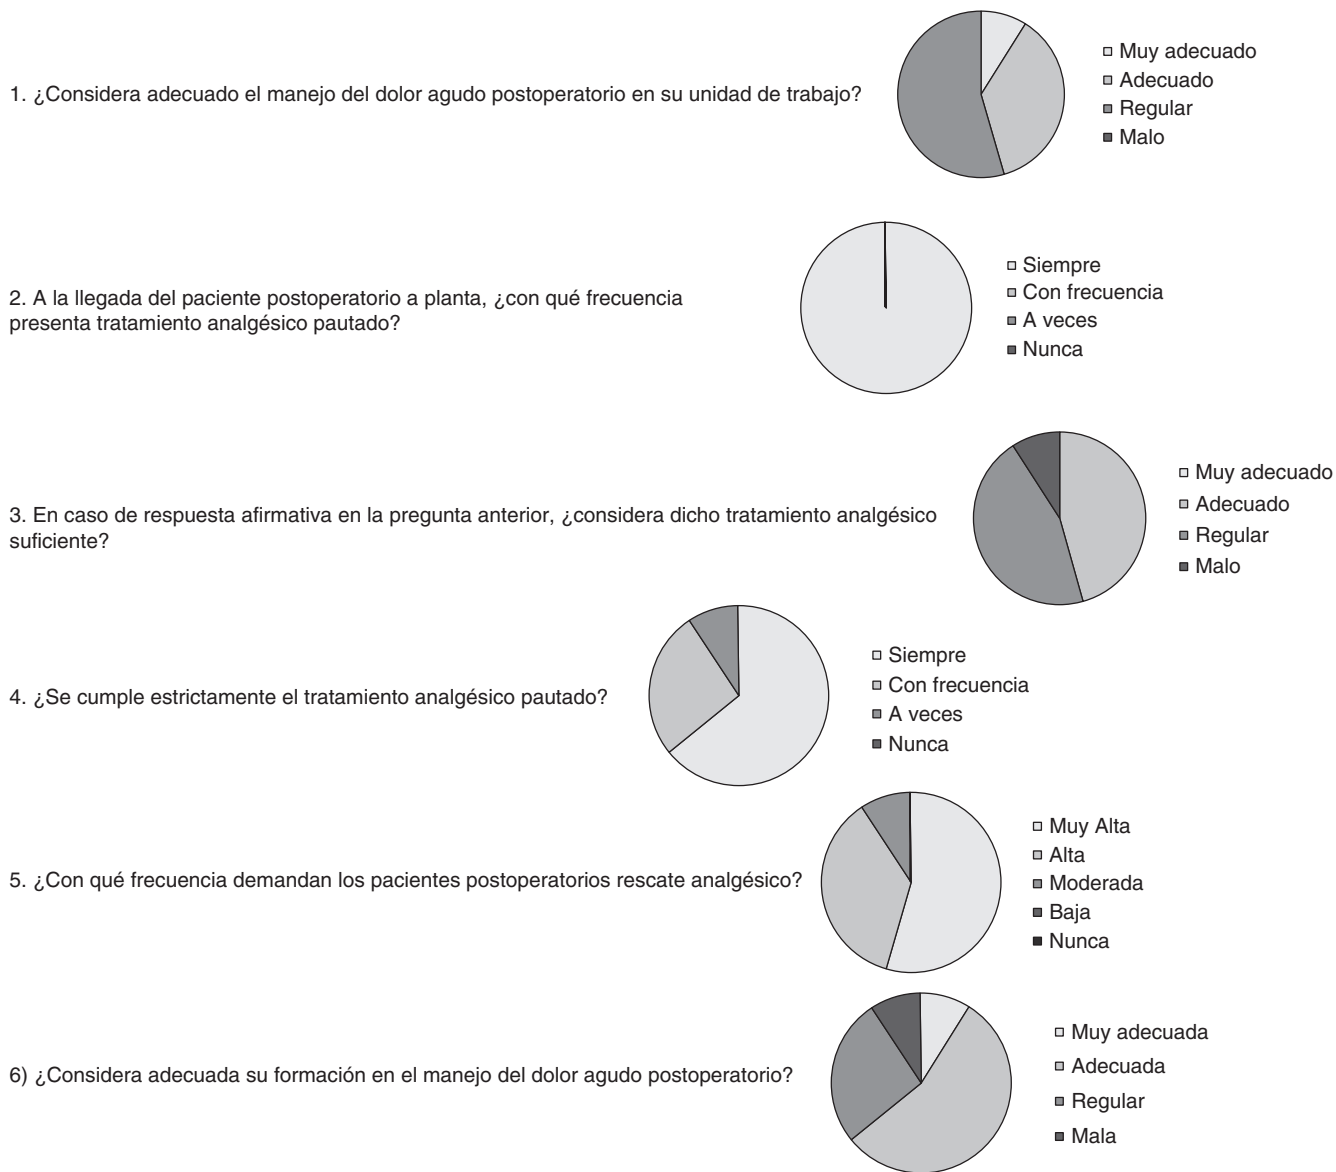 1. ¿Considera adecuado el manejo del dolor agudo postoperatorio en su unidad de trabajo?
Muy adecuado
Adecuado
Regular
Malo
2. A la llegada del paciente postoperatorio a planta, ¿con qué frecuencia
presenta tratamiento analgésico pautado?
Siempre
Con frecuencia
A veces
Nunca
3. En caso de respuesta afirmativa en la pregunta anterior, ¿considera dicho tratamiento analgésico
suficiente?
Muy adecuado
Adecuado
Regular
Malo
4. ¿Se cumple estrictamente el tratamiento analgésico pautado?
Siempre
Con frecuencia
A veces
Nunca
5. ¿Con qué frecuencia demandan los pacientes postoperatorios rescate analgésico?
Muy Alta
Alta
Moderada
Baja
Nunca
6) ¿Considera adecuada su formación en el manejo del dolor agudo postoperatorio?
Muy adecuada
Adecuada
Regular
Mala